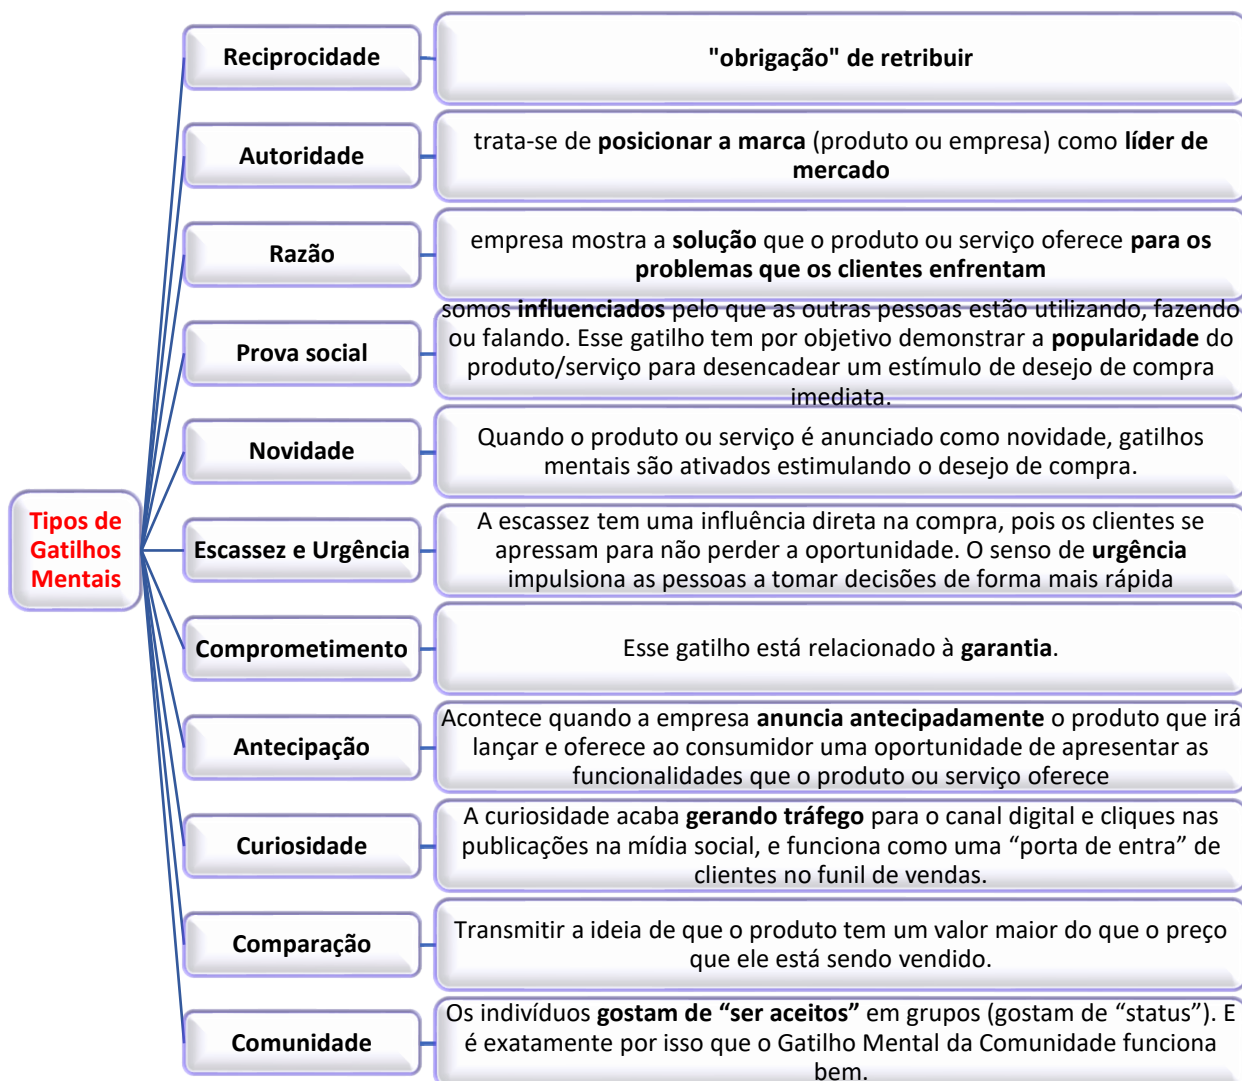 Reciprocidade
"obrigação" de retribuir
Autoridade
trata-se de posicionar a marca (produto ou empresa) como líder de
mercado
Razão
empresa mostra a solução que o produto ou serviço oferece para os
problemas que os clientes enfrentam
Prova social
somos influenciados pelo que as outras pessoas estão utilizando, fazendo
ou falando. Esse gatilho tem por objetivo demonstrar a popularidade do
produto/serviço para desencadear um estímulo de desejo de compra
imediata.
Novidade
Quando o produto ou serviço é anunciado como novidade, gatilhos
mentais são ativados estimulando o desejo de compra.
Tipos de
Gatilhos
Mentais
Escassez e Urgência
A escassez tem uma influência direta na compra, pois os clientes se
apressam para não perder a oportunidade. O senso de urgência
impulsiona as pessoas a tomar decisões de forma mais rápida
Comprometimento
Esse gatilho está relacionado à garantia.
Antecipação
Acontece quando a empresa anuncia antecipadamente o produto que irá
lançar e oferece ao consumidor uma oportunidade de apresentar as
funcionalidades que o produto ou serviço oferece
Curiosidade
A curiosidade acaba gerando tráfego para o canal digital e cliques nas
publicações na mídia social, e funciona como uma “porta de entra” de
clientes no funil de vendas.
Comparação
Transmitir a ideia de que o produto tem um valor maior do que o preço
que ele está sendo vendido.
Comunidade
Os indivíduos gostam de “ser aceitos” em grupos (gostam de “status”). E
é exatamente por isso que o Gatilho Mental da Comunidade funciona
bem.